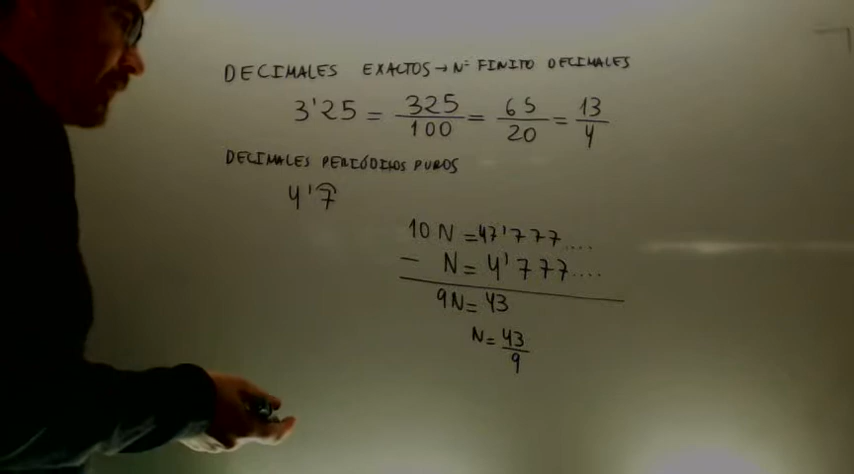 DECIMALES EXACTOS → Nº FINITO DECIMALES
3'25 = 325/100 = 65/20 = 13/4
DECIMALES PERIÓDICOS PUROS
4'7̂
10 N = 47'777....
- N = 4'777....
9N = 43
N = 43/9